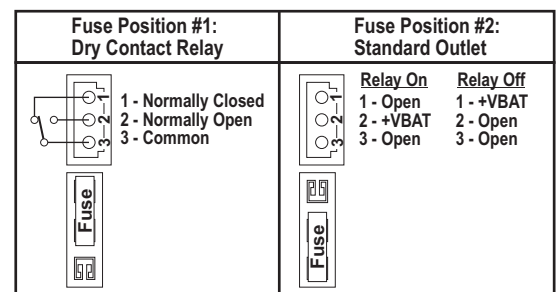 Fuse Position #1:
Dry Contact Relay
1
2
3
1 - Normally Closed
2 - Normally Open
3 - Common
Fuse
Fuse Position #2:
Standard Outlet
1
2
3
Relay On
1 - Open
2 - +VBAT
3 - Open
Relay Off
1 - +VBAT
2 - Open
3 - Open
Fuse